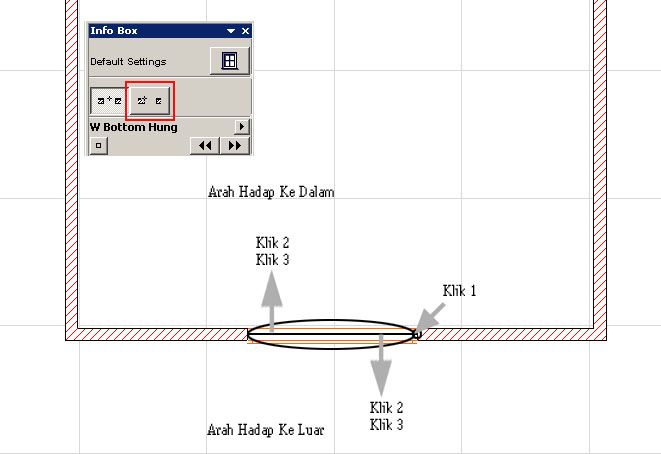 Info Box
Default Settings
W Bottom Hung
Arah Hadap Ke Dalam
Klik 2
Klik 3
Klik 1
Klik 2
Klik 3
Arah Hadap Ke Luar